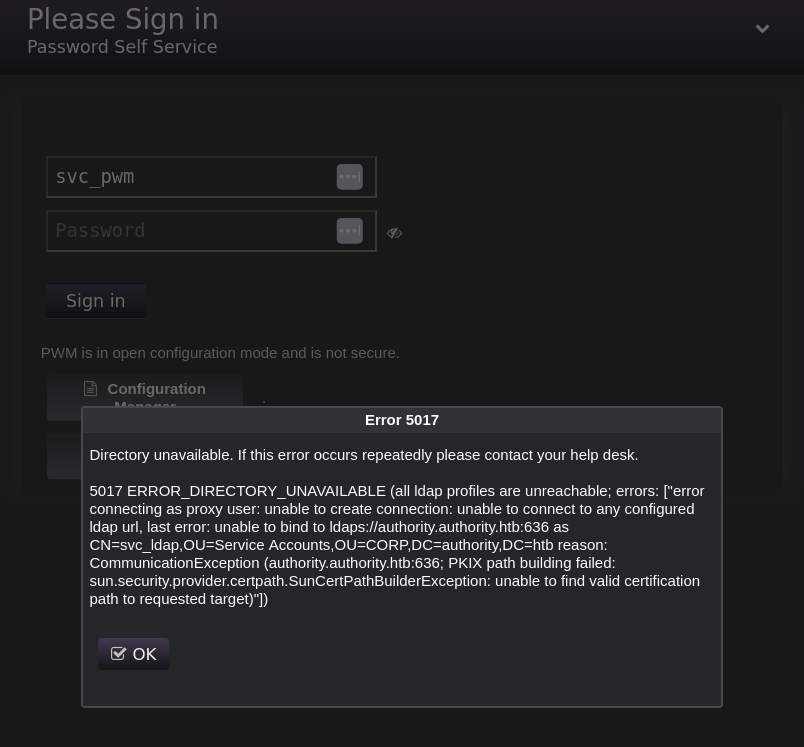 Please Sign in
Password Self Service
svc_pwm
Password
Sign in
PWM is in open configuration mode and is not secure.
Configuration
Manager
Error 5017
Directory unavailable. If this error occurs repeatedly please contact your help desk.
5017 ERROR_DIRECTORY_UNAVAILABLE (all ldap profiles are unreachable; errors: ["error
connecting as proxy user: unable to create connection: unable to connect to any configured
ldap url, last error: unable to bind to ldaps://authority.authority.htb:636 as
CN=svc_ldap,OU=Service Accounts,OU=CORP,DC=authority,DC=htb reason:
CommunicationException (authority.authority.htb:636; PKIX path building failed:
sun.security.provider.certpath.SunCertPathBuilderException: unable to find valid certification
path to requested target)"])
OK